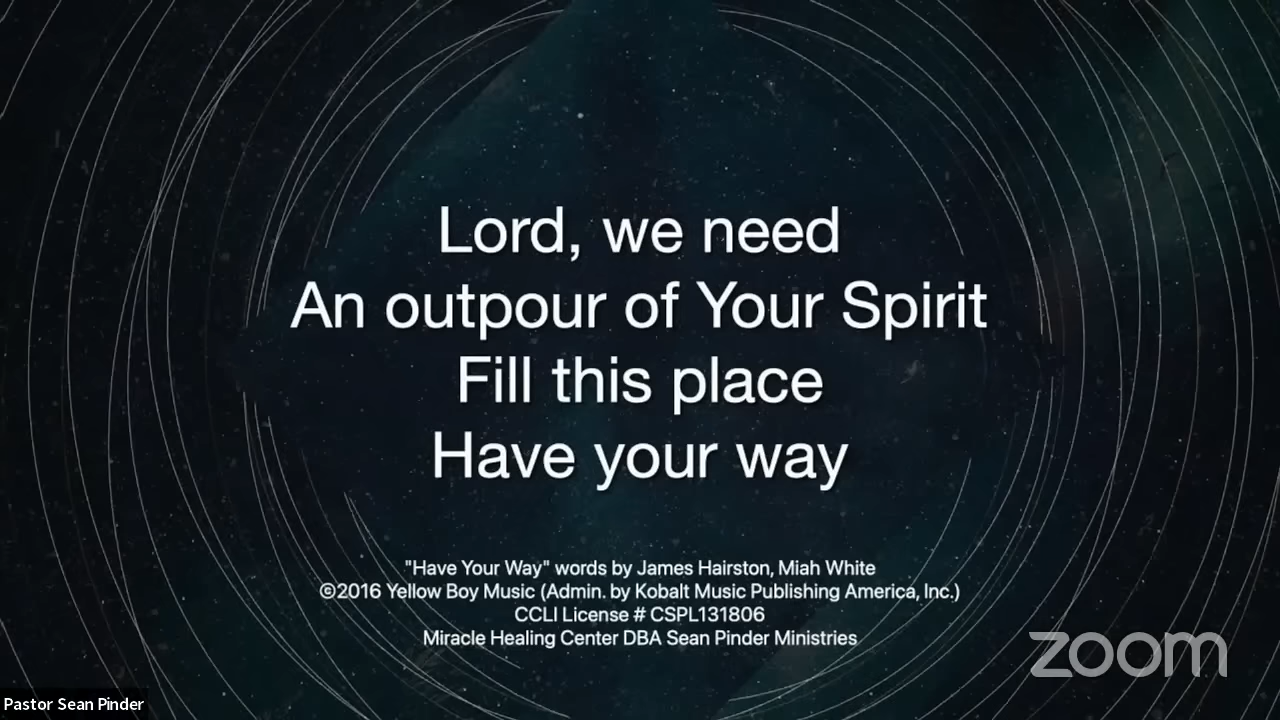 Lord, we need
An outpour of Your Spirit
Fill this place
Have your way
"Have Your Way" words by James Hairston, Miah White
©2016 Yellow Boy Music (Admin. by Kobalt Music Publishing America, Inc.)
CCLI License # CSPL131806
Miracle Healing Center DBA Sean Pinder Ministries
zoom
Pastor Sean Pinder